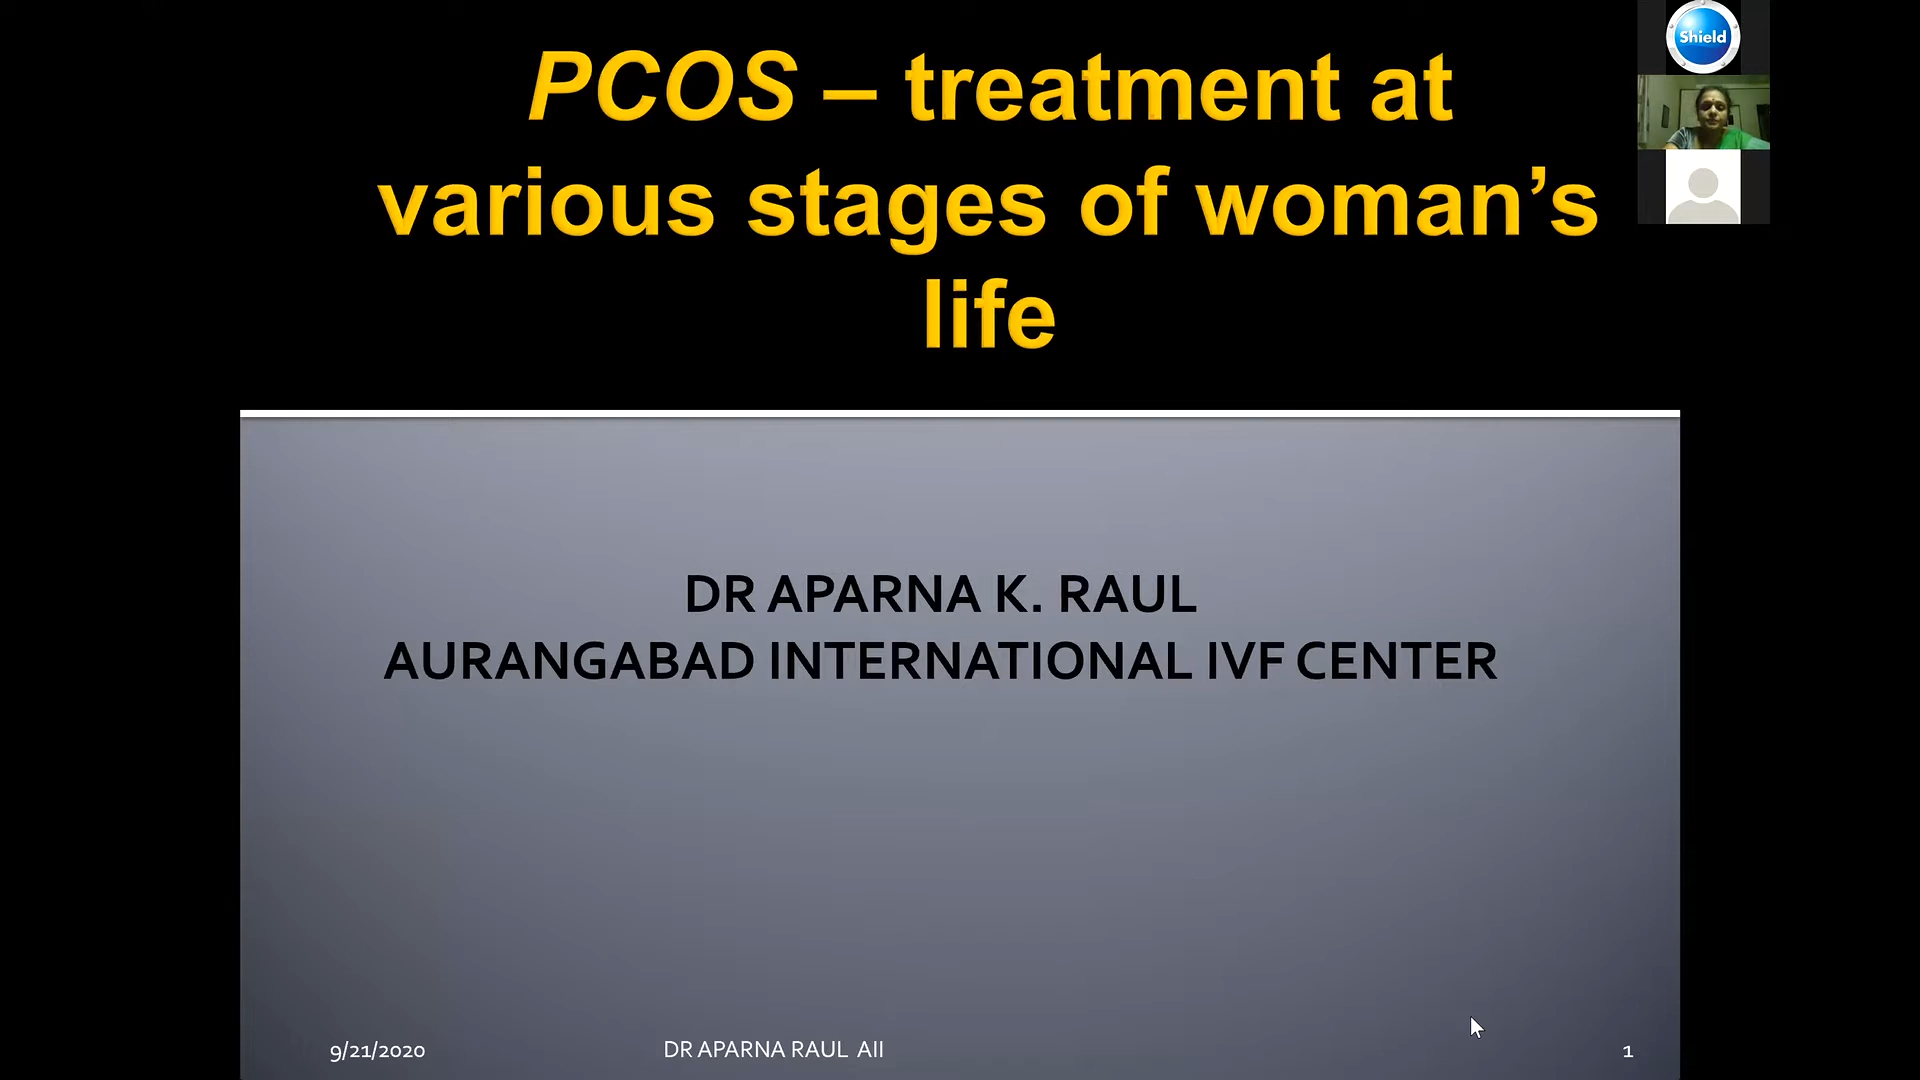 PCOS – treatment at
various stages of woman’s
life
Shield
DR APARNA K. RAUL
AURANGABAD INTERNATIONAL IVF CENTER
9/21/2020
DR APARNA RAUL AII
1